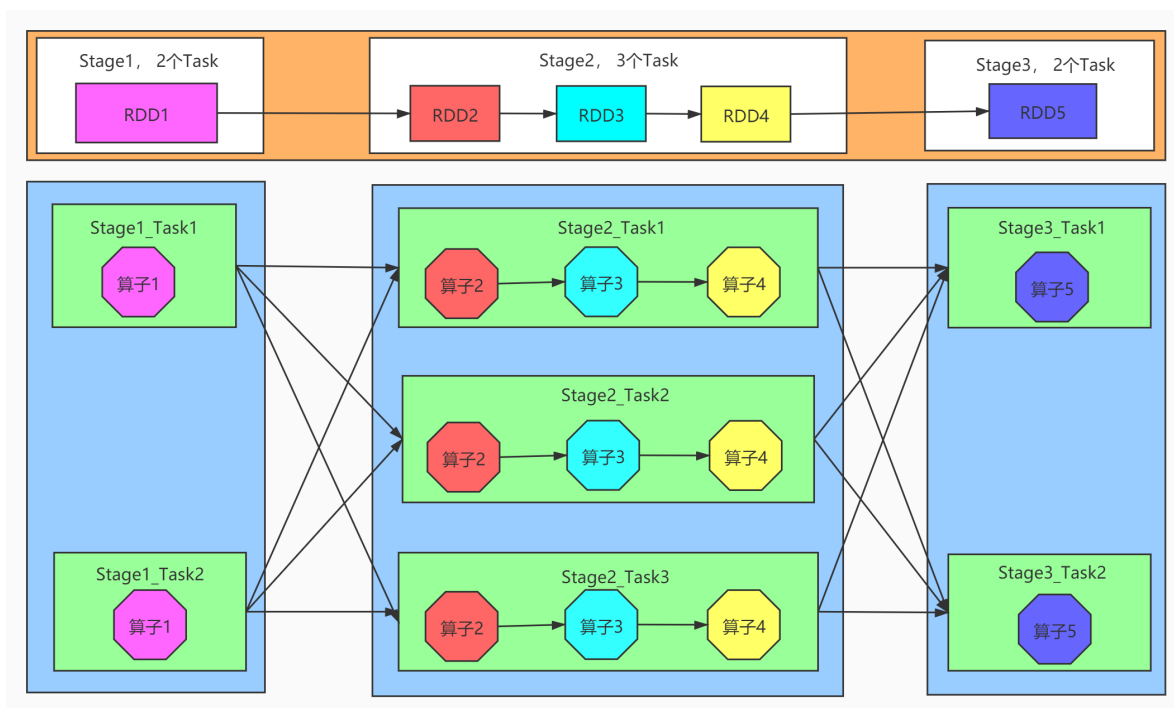 Stage1， 2个Task
Stage2， 3个Task
Stage3， 2个Task
RDD1
RDD2
RDD3
RDD4
RDD5
Stage1_Task1
算子1
Stage2_Task1
算子2
算子3
算子4
Stage3_Task1
算子5
Stage2_Task2
算子2
算子3
算子4
Stage1_Task2
算子1
Stage2_Task3
算子2
算子3
算子4
Stage3_Task2
算子5